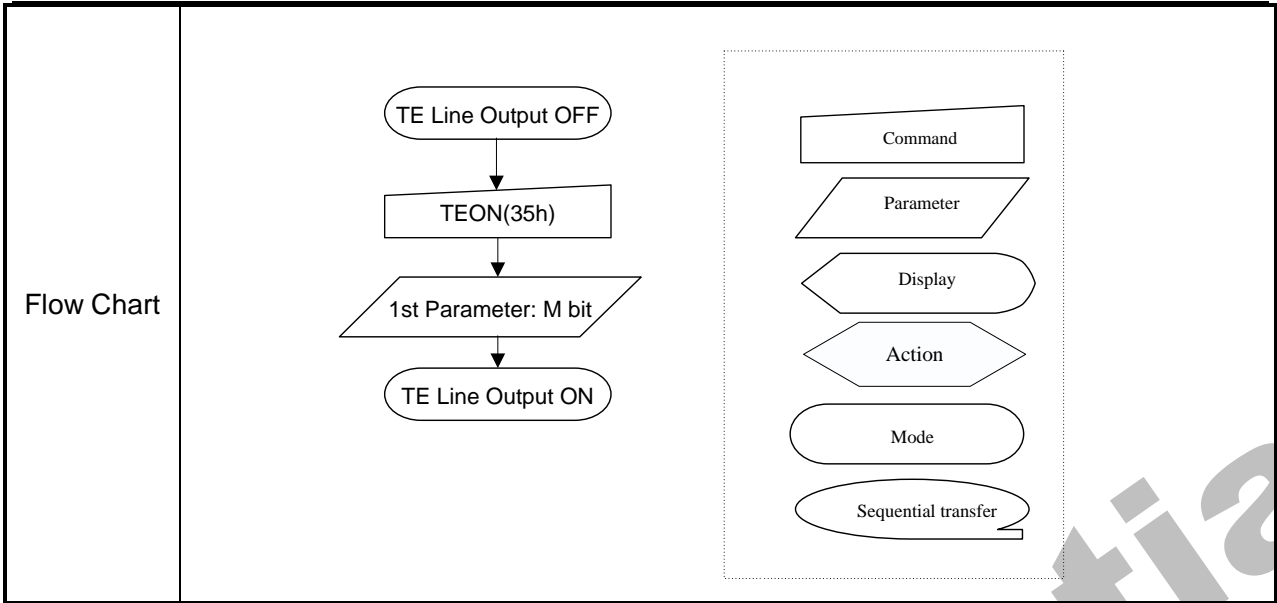 Flow Chart
TE Line Output OFF
TEON(35h)
1st Parameter: M bit
TE Line Output ON
Command
Parameter
Display
Action
Mode
Sequential transfer